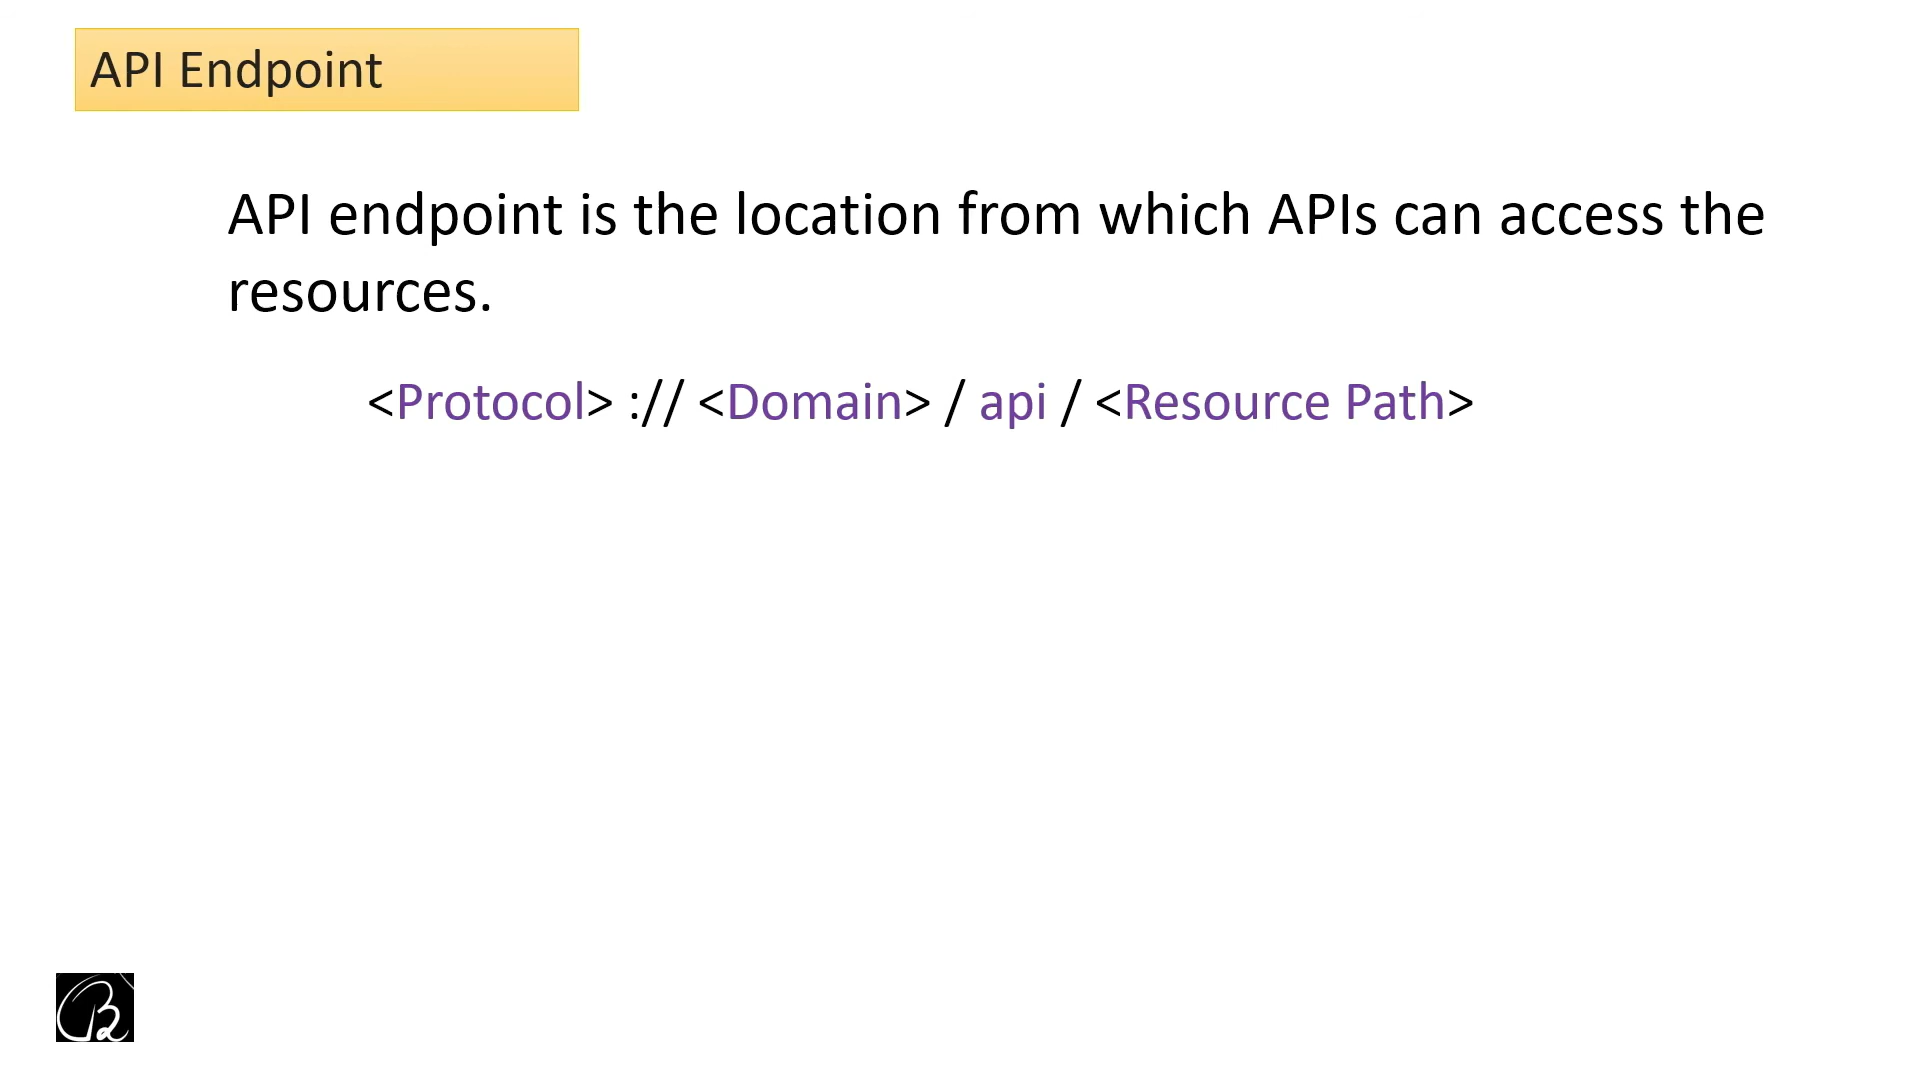 API Endpoint
API endpoint is the location from which APIs can access the
resources.
<Protocol> :// <Domain> / api / <Resource Path>